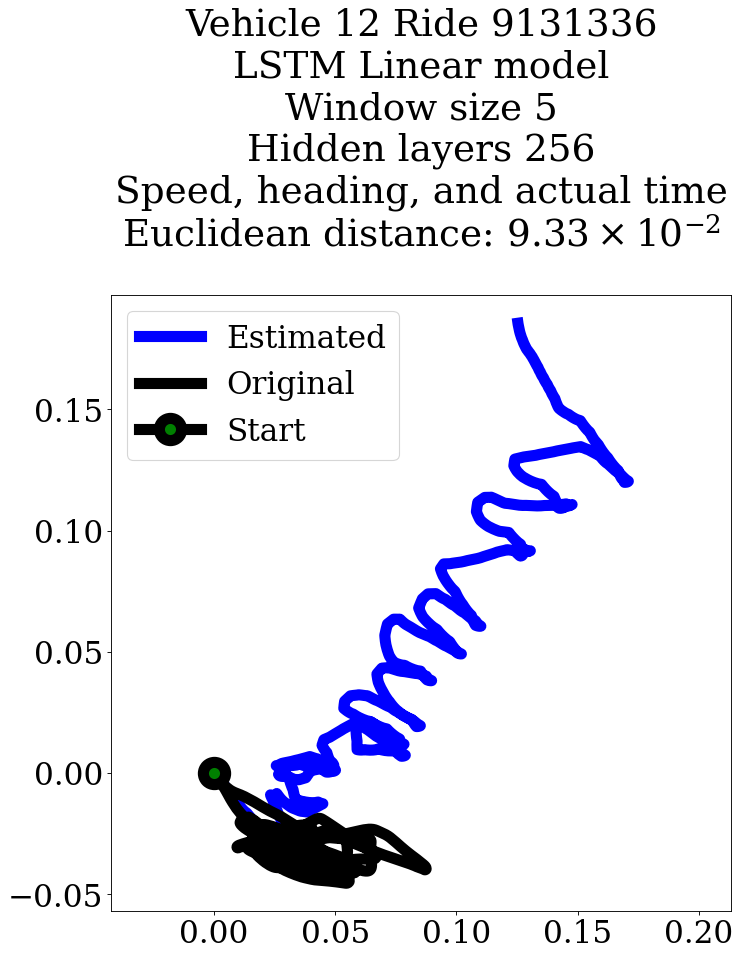 Vehicle 12 Ride 9131336
LSTM Linear model
Window size 5
Hidden layers 256
Speed, heading, and actual time
Euclidean distance: 9.33 × 10⁻²
Estimated
Original
Start
0.15
0.10
0.05
0.00
−0.05
0.00 0.05 0.10 0.15 0.20